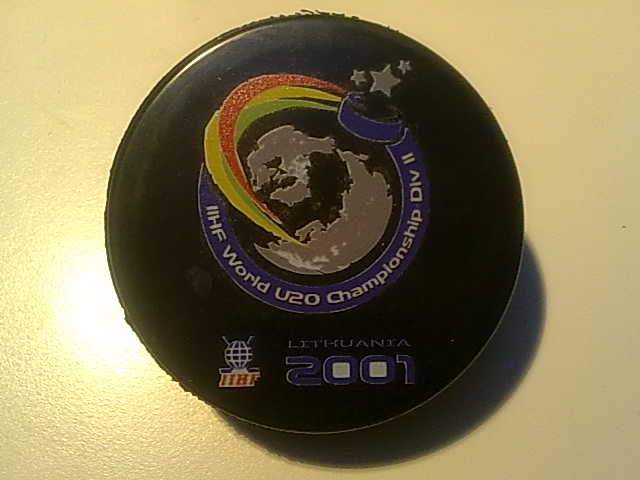 IIHF World U20 Championship Div II
LITHUANIA
2001
IIHF